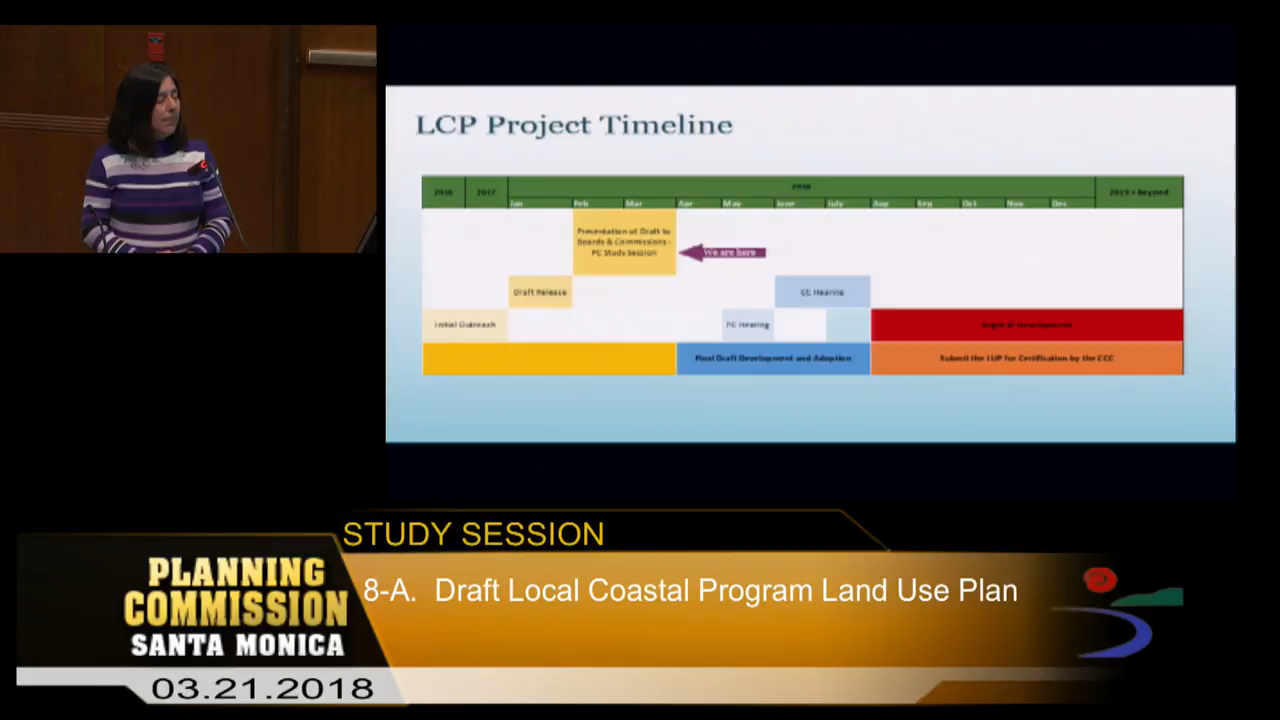 LCP Project Timeline
2016 2017 2018 2019 + Beyond
Jan Feb Mar Apr May June July Aug Sep Oct Nov Dec
Presentation of Draft to
Boards & Commissions -
PC Study Session
We are here
Draft Release
CC Hearing
Initial Outreach
PC Hearing
Begin IP Development
Final Draft Development and Adoption
Submit the LUP for Certification by the CCC
STUDY SESSION
8-A. Draft Local Coastal Program Land Use Plan
PLANNING
COMMISSION
SANTA MONICA
03.21.2018